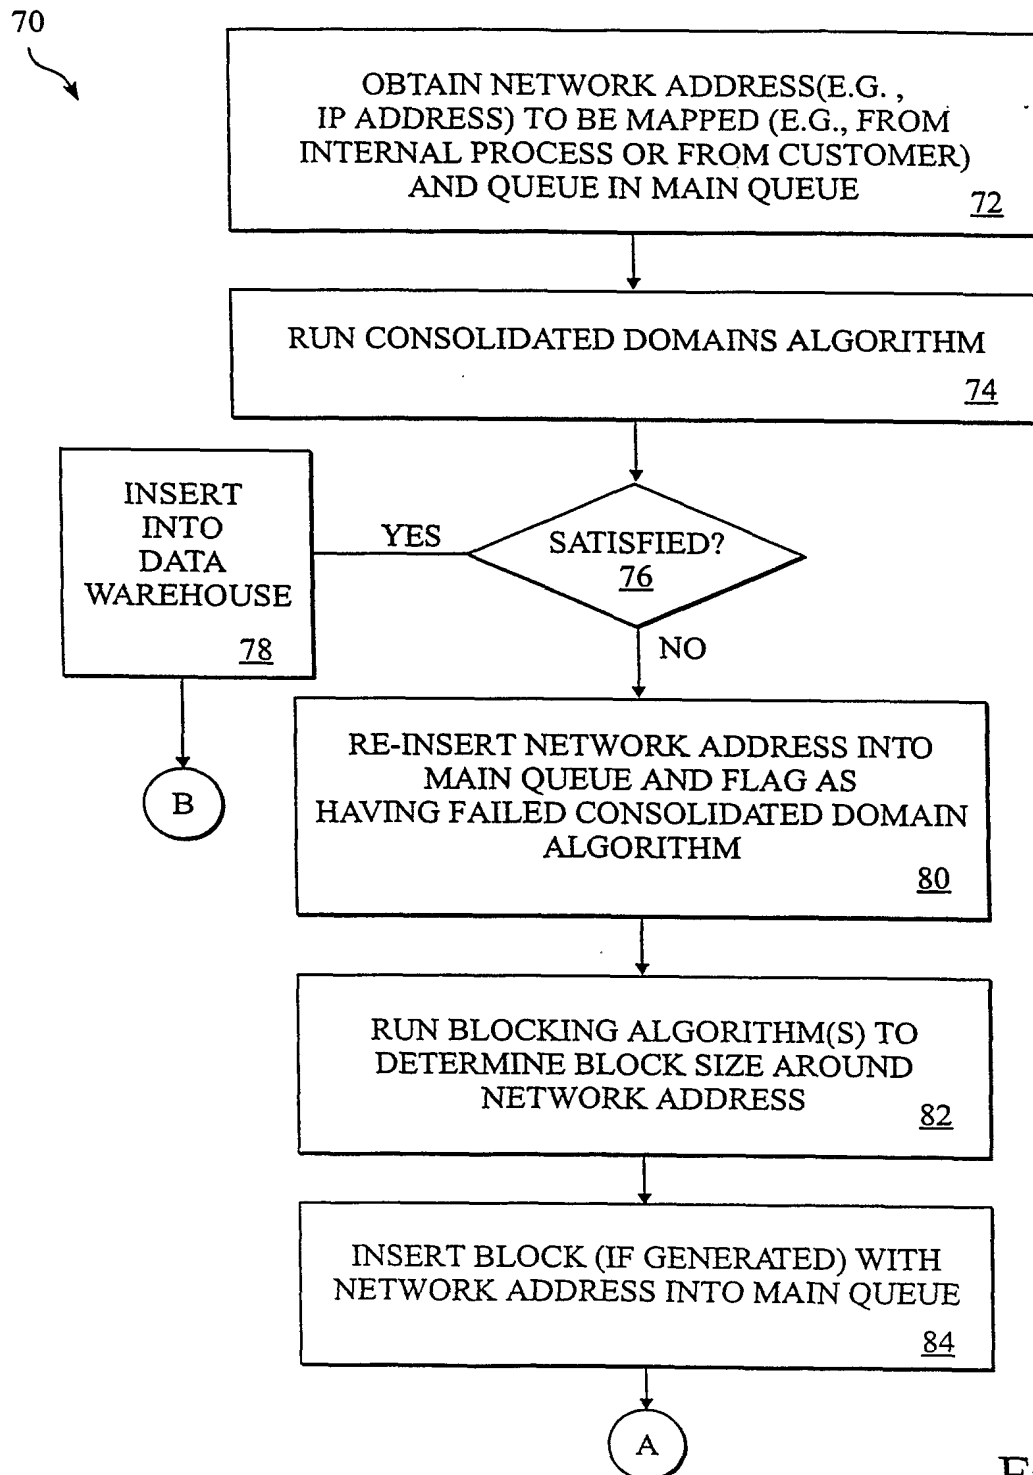 70
OBTAIN NETWORK ADDRESS(E.G. ,
IP ADDRESS) TO BE MAPPED (E.G., FROM
INTERNAL PROCESS OR FROM CUSTOMER)
AND QUEUE IN MAIN QUEUE
72
RUN CONSOLIDATED DOMAINS ALGORITHM
74
INSERT
INTO
DATA
WAREHOUSE
78
YES
SATISFIED?
76
NO
B
RE-INSERT NETWORK ADDRESS INTO
MAIN QUEUE AND FLAG AS
HAVING FAILED CONSOLIDATED DOMAIN
ALGORITHM
80
RUN BLOCKING ALGORITHM(S) TO
DETERMINE BLOCK SIZE AROUND
NETWORK ADDRESS
82
INSERT BLOCK (IF GENERATED) WITH
NETWORK ADDRESS INTO MAIN QUEUE
84
A